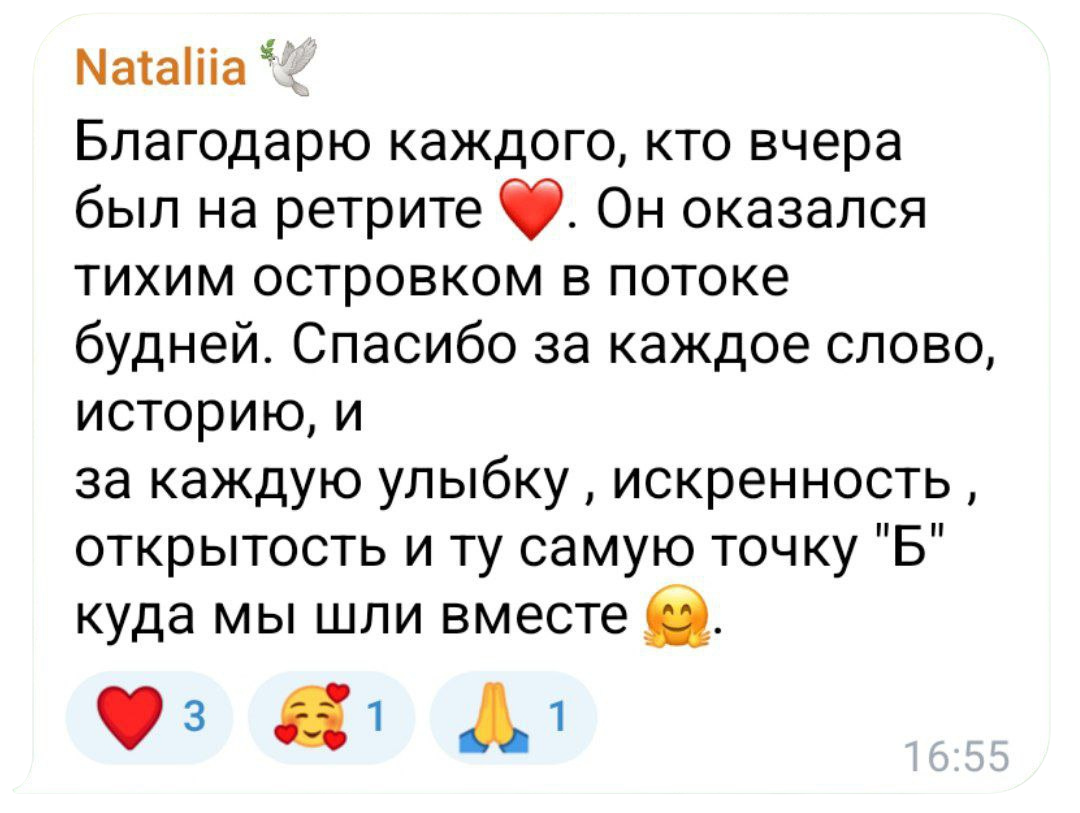 Nataliia 🕊
Благодарю каждого, кто вчера
был на ретрите ❤️. Он оказался
тихим островком в потоке
будней. Спасибо за каждое слово,
историю, и
за каждую улыбку , искренность ,
открытость и ту самую точку "Б"
куда мы шли вместе 🤗.
❤️ 3 🥰 1 🙏 1
16:55